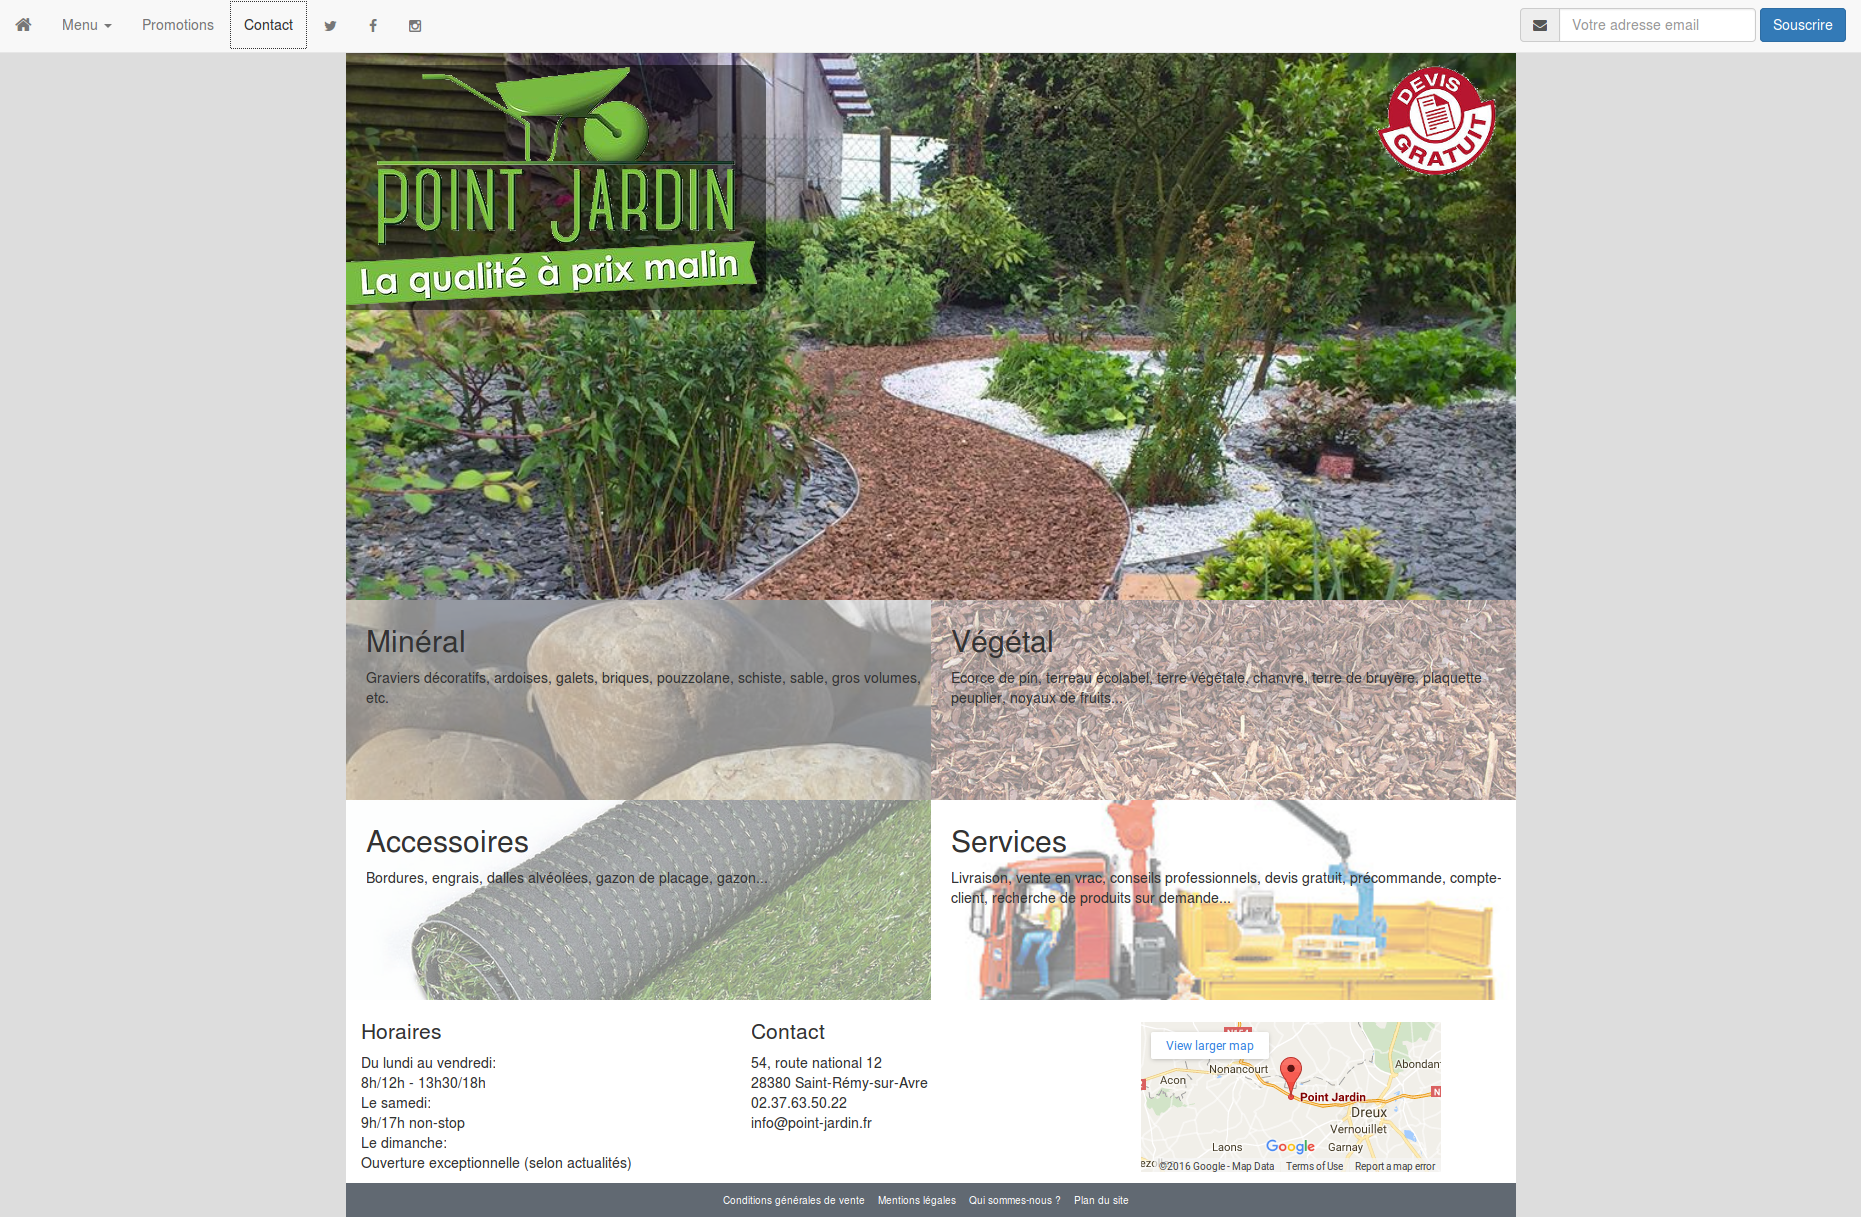 Menu Promotions Contact
Votre adresse email Souscrire
POINT JARDIN
La qualité à prix malin
DEVIS
GRATUIT
Minéral
Graviers décoratifs, ardoises, galets, briques, pouzzolane, schiste, sable, gros volumes,
etc.
Végétal
Ecorce de pin, terreau écolabel, terre végétale, chanvre, terre de bruyère, plaquette
peuplier, noyaux de fruits...
Accessoires
Bordures, engrais, dalles alvéolées, gazon de placage, gazon...
Services
Livraison, vente en vrac, conseils professionnels, devis gratuit, précommande, compte-
client, recherche de produits sur demande...
Horaires
Du lundi au vendredi:
8h/12h - 13h30/18h
Le samedi:
9h/17h non-stop
Le dimanche:
Ouverture exceptionnelle (selon actualités)
Contact
54, route national 12
28380 Saint-Rémy-sur-Avre
02.37.63.50.22
info@point-jardin.fr
View larger map
Nonancourt
Abondant
Acon
N
Point Jardin
Dreux
Vernouillet
Laons
Google
Garnay
©2016 Google - Map Data Terms of Use Report a map error
Conditions générales de vente Mentions légales Qui sommes-nous ? Plan du site